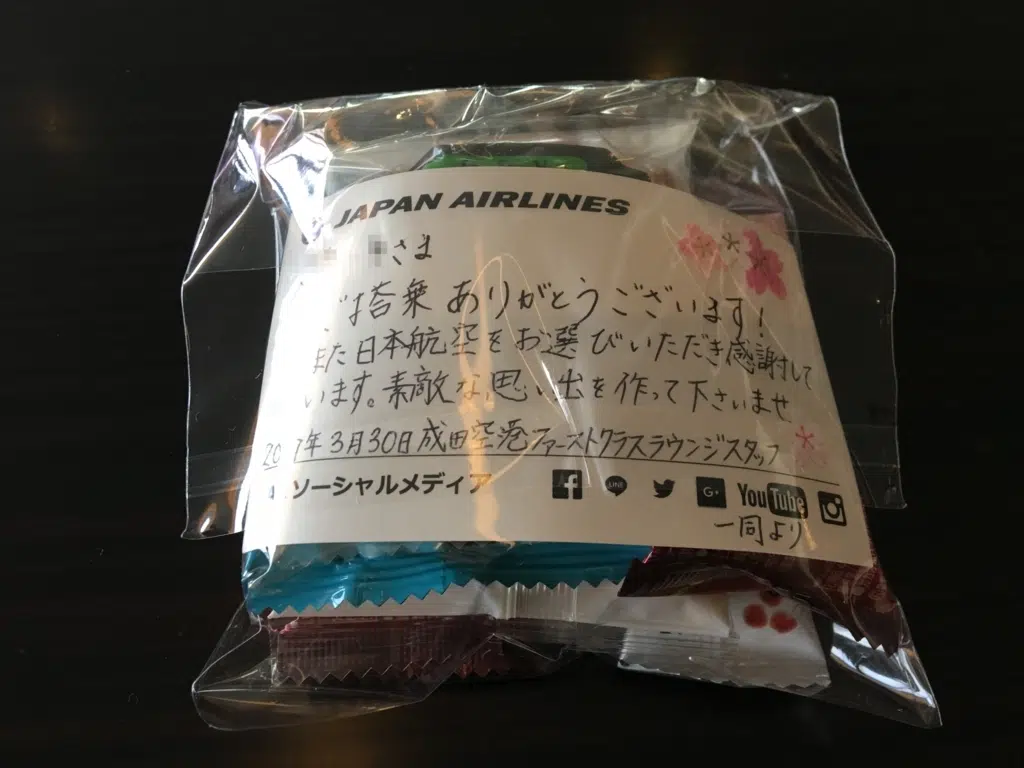 JAPAN AIRLINES
さま
ご搭乗ありがとうございます!
また日本航空をお選びいただき感謝して
います。素敵な思い出を作って下さいませ
7年3月30日成田空港ファーストクラスラウンジスタッフ
一同より
ソーシャルメディア
LINE
G+
YouTube